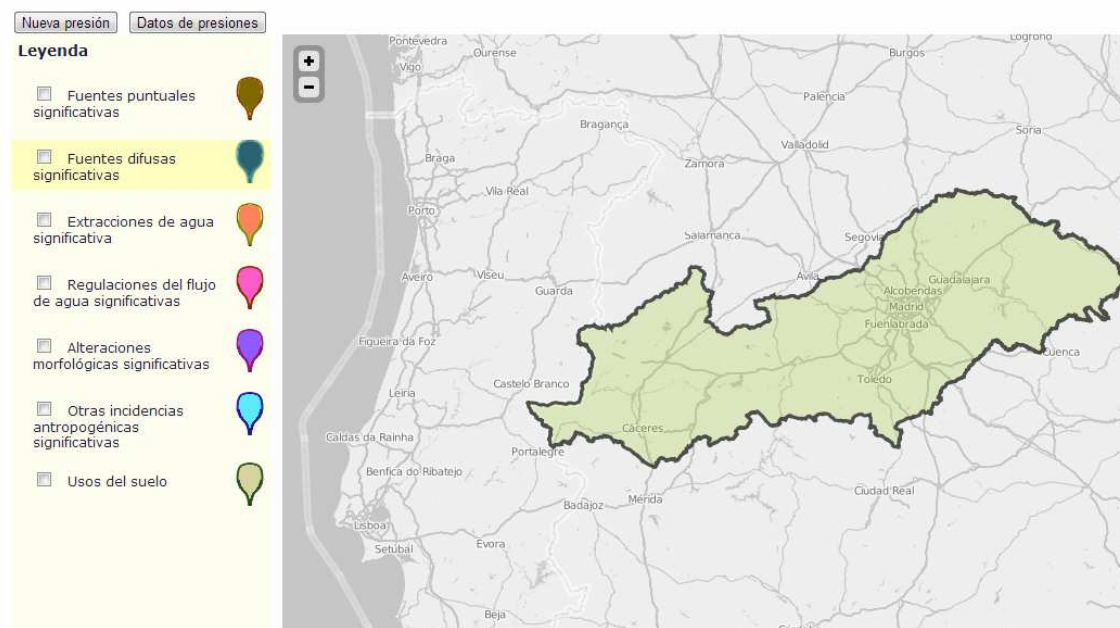 Nueva presión Datos de presiones
Leyenda
Fuentes puntuales
significativas
Fuentes difusas
significativas
Extracciones de agua
significativa
Regulaciones del flujo
de agua significativas
Alteraciones
morfológicas significativas
Otras incidencias
antropogénicas
significativas
Usos del suelo
+
−
Pontevedra
Ourense
Vigo
Burgos
Logroño
Palencia
Bragança
Soria
Valladolid
Braga
Zamora
Vila Real
Porto
Salamanca
Segovia
Aveiro
Viseu
Guarda
Ávila
Guadalajara
Alcobendas
Madrid
Fuenlabrada
Figueira da Foz
Cuenca
Castelo Branco
Toledo
Leiria
Cáceres
Caldas da Rainha
Portalegre
Benfica do Ribatejo
Ciudad Real
Mérida
Badajoz
Lisboa
Setúbal
Evora
Beja